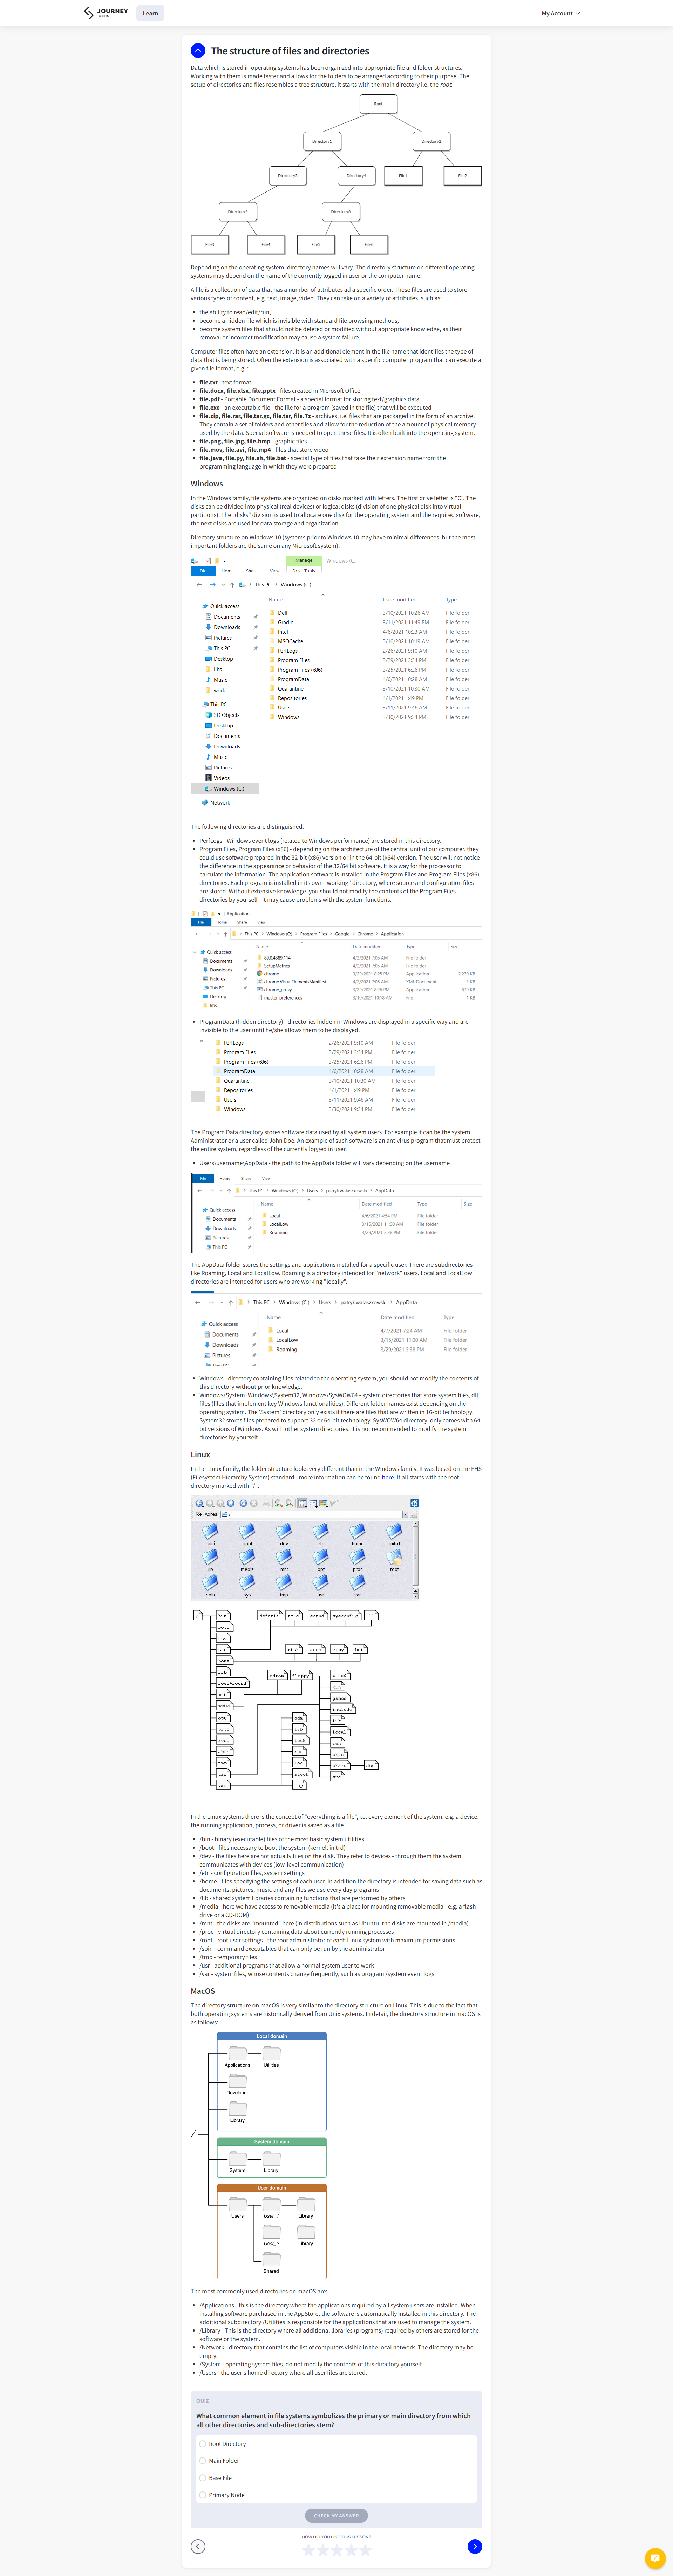 JOURNEY
BY SDA
Learn
My Account
The structure of files and directories
Data which is stored in operating systems has been organized into appropriate file and folder structures.
Working with them is made faster and allows for the folders to be arranged according to their purpose. The
setup of directories and files resembles a tree structure, it starts with the main directory i.e. the root:
Root
Directory1
Directory2
Directory3
Directory4
File1
File2
Directory5
Directory6
File3
File4
File5
File6
Depending on the operating system, directory names will vary. The directory structure on different operating
systems may depend on the name of the currently logged in user or the computer name.
A file is a collection of data that has a number of attributes ad a specific order. These files are used to store
various types of content, e.g. text, image, video. They can take on a variety of attributes, such as:
• the ability to read/edit/run,
• become a hidden file which is invisible with standard file browsing methods,
• become system files that should not be deleted or modified without appropriate knowledge, as their
removal or incorrect modification may cause a system failure.
Computer files often have an extension. It is an additional element in the file name that identifies the type of
data that is being stored. Often the extension is associated with a specific computer program that can execute a
given file format, e.g .:
• file.txt - text format
• file.docx, file.xlsx, file.pptx - files created in Microsoft Office
• file.pdf - Portable Document Format - a special format for storing text/graphics data
• file.exe - an executable file - the file for a program (saved in the file) that will be executed
• file.zip, file.rar, file.tar.gz, file.tar, file.7z - archives, i.e. files that are packaged in the form of an archive.
They contain a set of folders and other files and allow for the reduction of the amount of physical memory
used by the data. Special software is needed to open these files. It is often built into the operating system.
• file.png, file.jpg, file.bmp - graphic files
• file.mov, file.avi, file.mp4 - files that store video
• file.java, file.py, file.sh, file.bat - special type of files that take their extension name from the
programming language in which they were prepared
Windows
In the Windows family, file systems are organized on disks marked with letters. The first drive letter is "C". The
disks can be divided into physical (real devices) or logical disks (division of one physical disk into virtual
partitions). The "disks" division is used to allocate one disk for the operating system and the required software,
the next disks are used for data storage and organization.
Directory structure on Windows 10 (systems prior to Windows 10 may have minimal differences, but the most
important folders are the same on any Microsoft system).
Manage Windows (C:)
File Home Share View Drive Tools
This PC > Windows (C:)
Name Date modified Type
Quick access
Documents
Downloads
Pictures
This PC
Desktop
libs
Music
work
This PC
3D Objects
Desktop
Documents
Downloads
Music
Pictures
Videos
Windows (C:)
Network
Dell 3/10/2021 10:26 AM File folder
Gradle 3/11/2021 11:49 PM File folder
Intel 4/6/2021 10:23 AM File folder
MSOCache 3/10/2021 10:19 AM File folder
PerfLogs 2/26/2021 9:10 AM File folder
Program Files 3/29/2021 3:34 PM File folder
Program Files (x86) 3/25/2021 6:26 PM File folder
ProgramData 4/6/2021 10:28 AM File folder
Quarantine 3/10/2021 10:30 AM File folder
Repositories 4/1/2021 1:49 PM File folder
Users 3/11/2021 9:46 AM File folder
Windows 3/30/2021 9:34 PM File folder
The following directories are distinguished:
• PerfLogs - Windows event logs (related to Windows performance) are stored in this directory.
• Program Files, Program Files (x86) - depending on the architecture of the central unit of our computer, they
could use software prepared in the 32-bit (x86) version or in the 64-bit (x64) version. The user will not notice
the difference in the appearance or behavior of the 32/64 bit software. It is a way for the processor to
calculate the information. The application software is installed in the Program Files and Program Files (x86)
directories. Each program is installed in its own "working" directory, where source and configuration files
are stored. Without extensive knowledge, you should not modify the contents of the Program Files
directories by yourself - it may cause problems with the system functions.
Application
File Home Share View
This PC > Windows (C:) > Program Files > Google > Chrome > Application
Name Date modified Type Size
Quick access
Documents
Downloads
Pictures
This PC
Desktop
libs
89.0.4389.114 4/2/2021 7:05 AM File folder
SetupMetrics 4/2/2021 7:05 AM File folder
chrome 3/29/2021 8:25 PM Application 2,270 KB
chrome.VisualElementsManifest 4/2/2021 7:05 AM XML Document 1 KB
chrome_proxy 3/29/2021 8:26 PM Application 879 KB
master_preferences 3/10/2021 10:18 AM File 1 KB
• ProgramData (hidden directory) - directories hidden in Windows are displayed in a specific way and are
invisible to the user until he/she allows them to be displayed.
PerfLogs 2/26/2021 9:10 AM File folder
Program Files 3/29/2021 3:34 PM File folder
Program Files (x86) 3/25/2021 6:26 PM File folder
ProgramData 4/6/2021 10:28 AM File folder
Quarantine 3/10/2021 10:30 AM File folder
Repositories 4/1/2021 1:49 PM File folder
Users 3/11/2021 9:46 AM File folder
Windows 3/30/2021 9:34 PM File folder
The Program Data directory stores software data used by all system users. For example it can be the system
Administrator or a user called John Doe. An example of such software is an antivirus program that must protect
the entire system, regardless of the currently logged in user.
• Users\username\AppData - the path to the AppData folder will vary depending on the username
File Home Share View
This PC > Windows (C:) > Users > patryk.walaszkowski > AppData
Name Date modified Type Size
Quick access
Documents
Downloads
Pictures
This PC
Local 4/6/2021 4:54 PM File folder
LocalLow 3/15/2021 11:00 AM File folder
Roaming 3/29/2021 3:38 PM File folder
The AppData folder stores the settings and applications installed for a specific user. There are subdirectories
like Roaming, Local and LocalLow. Roaming is a directory intended for "network" users, Local and LocalLow
directories are intended for users who are working "locally".
This PC > Windows (C:) > Users > patryk.walaszkowski > AppData
Name Date modified Type
Quick access
Documents
Downloads
Pictures
This PC
Local 4/7/2021 7:24 AM File folder
LocalLow 3/15/2021 11:00 AM File folder
Roaming 3/29/2021 3:38 PM File folder
• Windows - directory containing files related to the operating system, you should not modify the contents of
this directory without prior knowledge.
• Windows\System, Windows\System32, Windows\SysWOW64 - system directories that store system files, dll
files (files that implement key Windows functionalities). Different folder names exist depending on the
operating system. The 'System' directory only exists if there are files that are written in 16-bit technology.
System32 stores files prepared to support 32 or 64-bit technology. SysWOW64 directory, only comes with 64-
bit versions of Windows. As with other system directories, it is not recommended to modify the system
directories by yourself.
Linux
In the Linux family, the folder structure looks very different than in the Windows family. It was based on the FHS
(Filesystem Hierarchy System) standard - more information can be found here. It all starts with the root
directory marked with "/":
Agres: /
bin boot dev etc home initrd
lib media mnt opt proc root
sbin sys tmp usr var
/
bin
boot
dev
etc
home
lib
lost+found
mnt
media
opt
proc
root
sbin
tmp
usr
var
default rc.d sound sysconfig X11
rich anna emmy bob
cdrom floppy
X11R6
bin
games
include
lib
local
man
sbin
share
src
doc
gdm
lib
lock
run
log
spool
tmp
In the Linux systems there is the concept of "everything is a file", i.e. every element of the system, e.g. a device,
the running application, process, or driver is saved as a file.
• /bin - binary (executable) files of the most basic system utilities
• /boot - files necessary to boot the system (kernel, initrd)
• /dev - the files here are not actually files on the disk. They refer to devices - through them the system
communicates with devices (low-level communication)
• /etc - configuration files, system settings
• /home - files specifying the settings of each user. In addition the directory is intended for saving data such as
documents, pictures, music and any files we use every day programs
• /lib - shared system libraries containing functions that are performed by others
• /media - here we have access to removable media (it's a place for mounting removable media - e.g. a flash
drive or a CD-ROM)
• /mnt - the disks are "mounted" here (in distributions such as Ubuntu, the disks are mounted in /media)
• /proc - virtual directory containing data about currently running processes
• /root - root user settings - the root administrator of each Linux system with maximum permissions
• /sbin - command executables that can only be run by the administrator
• /tmp - temporary files
• /usr - additional programs that allow a normal system user to work
• /var - system files, whose contents change frequently, such as program /system event logs
MacOS
The directory structure on macOS is very similar to the directory structure on Linux. This is due to the fact that
both operating systems are historically derived from Unix systems. In detail, the directory structure in macOS is
as follows:
/
Local domain
Applications Utilities
Developer
Library
System domain
System Library
User domain
Users User_1 Library
User_2 Library
Shared
The most commonly used directories on macOS are:
• /Applications - this is the directory where the applications required by all system users are installed. When
installing software purchased in the AppStore, the software is automatically installed in this directory. The
additional subdirectory /Utilities is responsible for the applications that are used to manage the system.
• /Library - This is the directory where all additional libraries (programs) required by others are stored for the
software or the system.
• /Network - directory that contains the list of computers visible in the local network. The directory may be
empty.
• /System - operating system files, do not modify the contents of this directory yourself.
• /Users - the user's home directory where all user files are stored.
QUIZ
What common element in file systems symbolizes the primary or main directory from which
all other directories and sub-directories stem?
Root Directory
Main Folder
Base File
Primary Node
CHECK MY ANSWER
HOW DID YOU LIKE THIS LESSON?